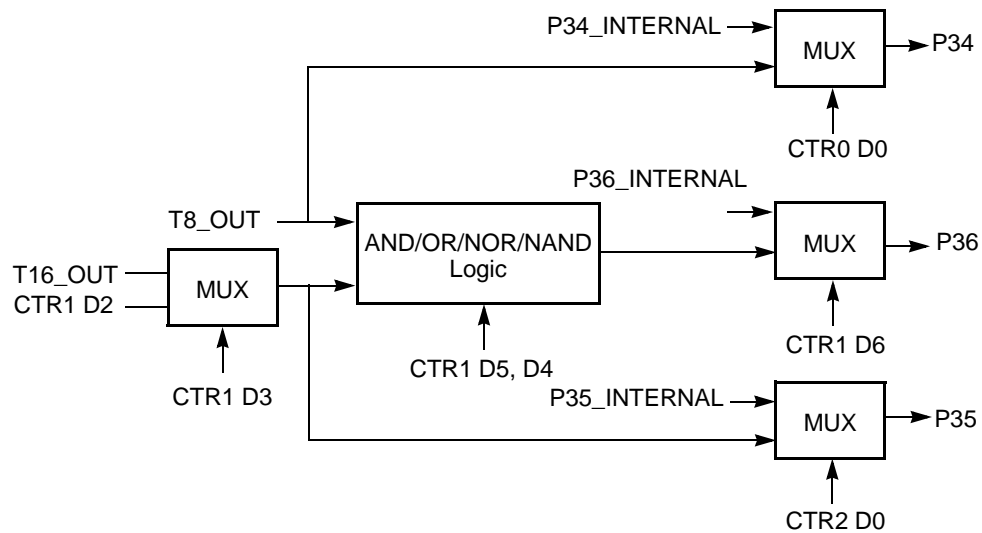 P34_INTERNAL
MUX
P34
CTR0 D0
P36_INTERNAL
T8_OUT
AND/OR/NOR/NAND
Logic
MUX
P36
T16_OUT
MUX
CTR1 D2
CTR1 D6
CTR1 D5, D4
CTR1 D3
P35_INTERNAL
MUX
P35
CTR2 D0